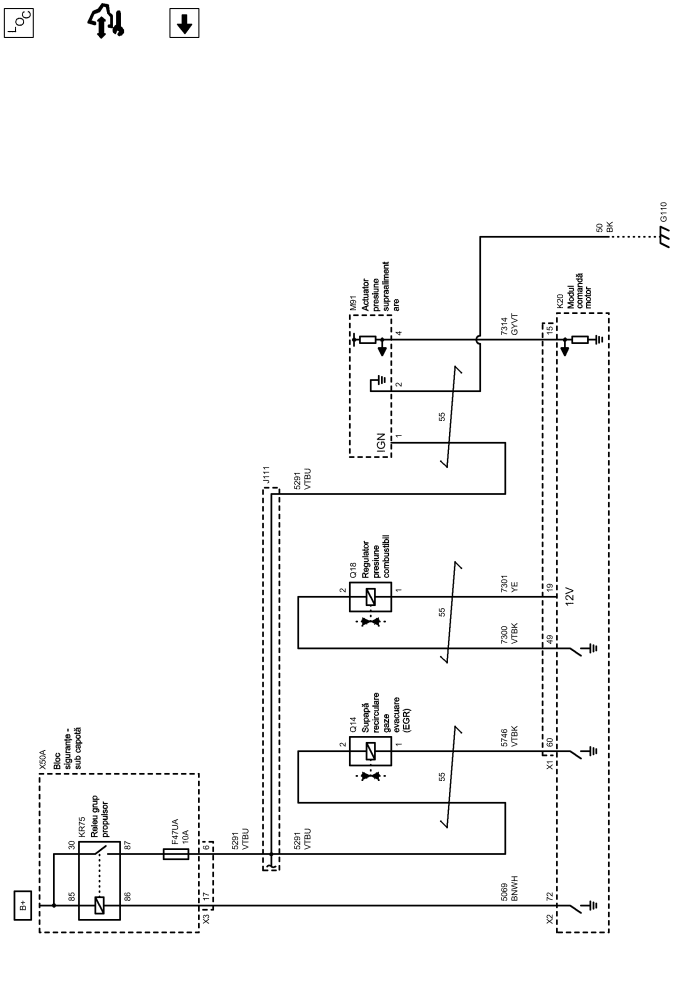 LOC
B+
X50A
Bloc
siguranțe -
sub capotă
85
30
KR75
Releu grup
propulsor
86
87
F47UA
10A
X3
17
6
5291
VTBU
J111
5291
VTBU
5291
VTBU
2
Q14
Supapă
recirculare
gaze
evacuare
(EGR)
1
2
Q18
Regulator
presiune
combustibil
1
M91
Actuator
presiune
supraaliment
are
IGN
1
2
4
55
55
55
5069
BNWH
5746
VTBK
7300
VTBK
7301
YE
7314
GYVT
50
BK
G110
X2
72
X1
60
49
19
15
12V
K20
Modul
comandă
motor